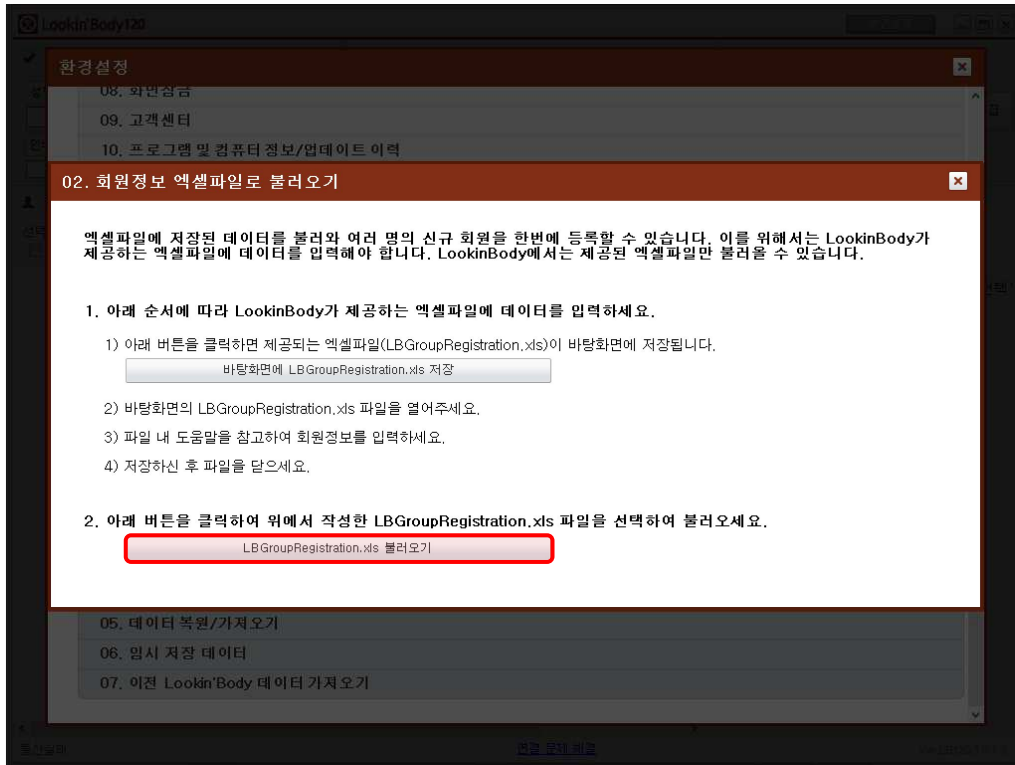 Lookin'Body120
환경설정
08. 화면잠금
09. 고객센터
10. 프로그램 및 컴퓨터 정보/업데이트 이력
02. 회원정보 엑셀파일로 불러오기
엑셀파일에 저장된 데이터를 불러와 여러 명의 신규 회원을 한번에 등록할 수 있습니다. 이를 위해서는 LookinBody가
제공하는 엑셀파일에 데이터를 입력해야 합니다. LookinBody에서는 제공된 엑셀파일만 불러올 수 있습니다.
1. 아래 순서에 따라 LookinBody가 제공하는 엑셀파일에 데이터를 입력하세요.
1) 아래 버튼을 클릭하면 제공되는 엑셀파일(LBGroupRegistration.xls)이 바탕화면에 저장됩니다.
바탕화면에 LBGroupRegistration.xls 저장
2) 바탕화면의 LBGroupRegistration.xls 파일을 열어주세요.
3) 파일 내 도움말을 참고하여 회원정보를 입력하세요.
4) 저장하신 후 파일을 닫으세요.
2. 아래 버튼을 클릭하여 위에서 작성한 LBGroupRegistration.xls 파일을 선택하여 불러오세요.
LBGroupRegistration.xls 불러오기
05. 데이터 복원/가져오기
06. 임시 저장 데이터
07. 이전 Lookin'Body 데이터 가져오기
통신실패
연결 문제 해결